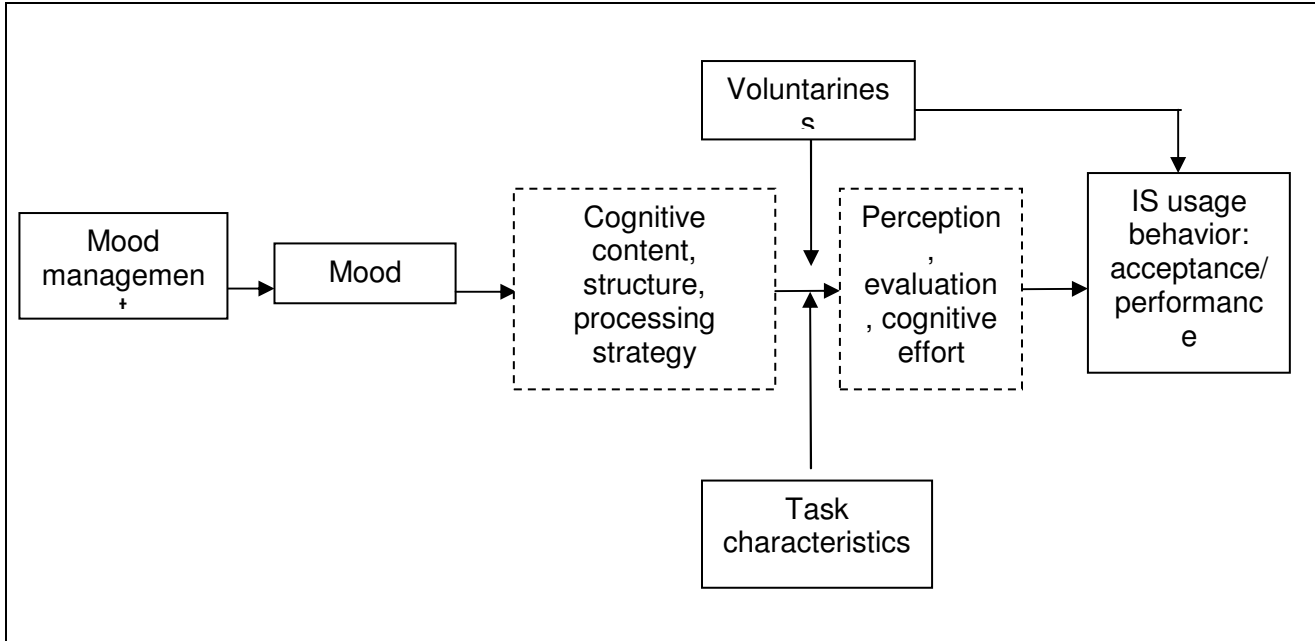 Voluntarines
s
Mood
managemen
t
Mood
Cognitive
content,
structure,
processing
strategy
Perception
,
evaluation
, cognitive
effort
IS usage
behavior:
acceptance/
performanc
e
Task
characteristics